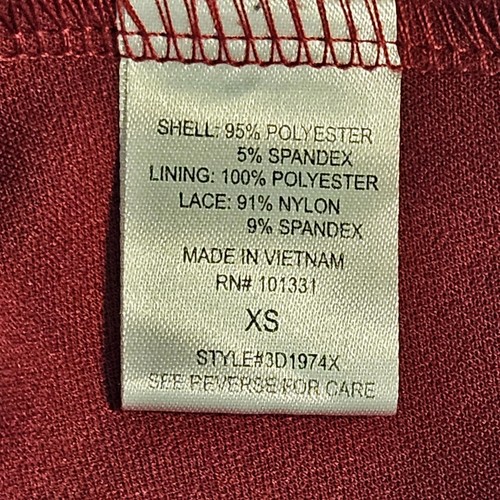 SHELL: 95% POLYESTER
5% SPANDEX
LINING: 100% POLYESTER
LACE: 91% NYLON
9% SPANDEX
MADE IN VIETNAM
RN# 101331
XS
STYLE#3D1974X
SEE REVERSE FOR CARE